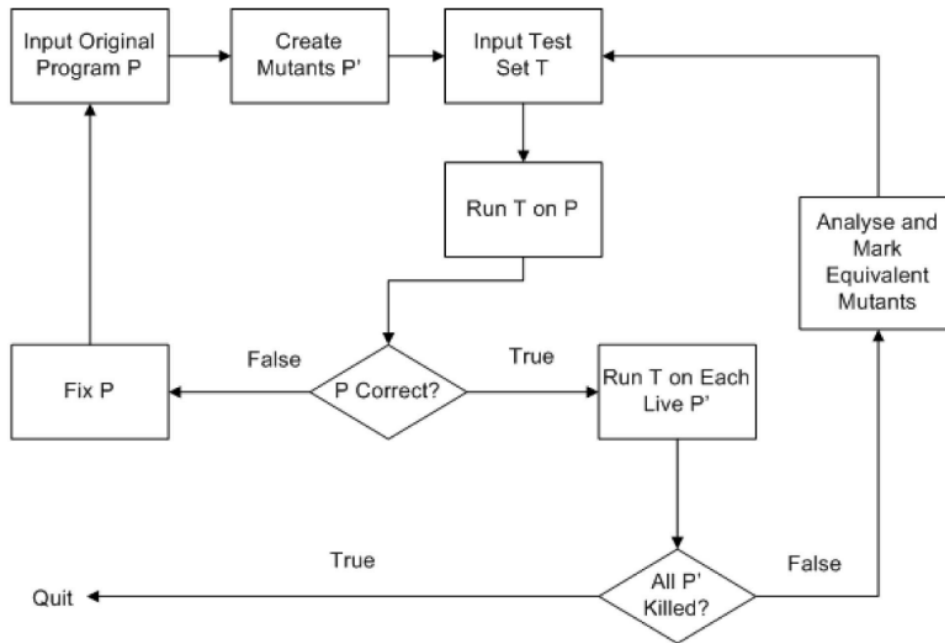 Input Original
Program P
Create
Mutants P'
Input Test
Set T
Run T on P
Analyse and
Mark
Equivalent
Mutants
Fix P
False
P Correct?
True
Run T on Each
Live P'
True
All P'
Killed?
False
Quit